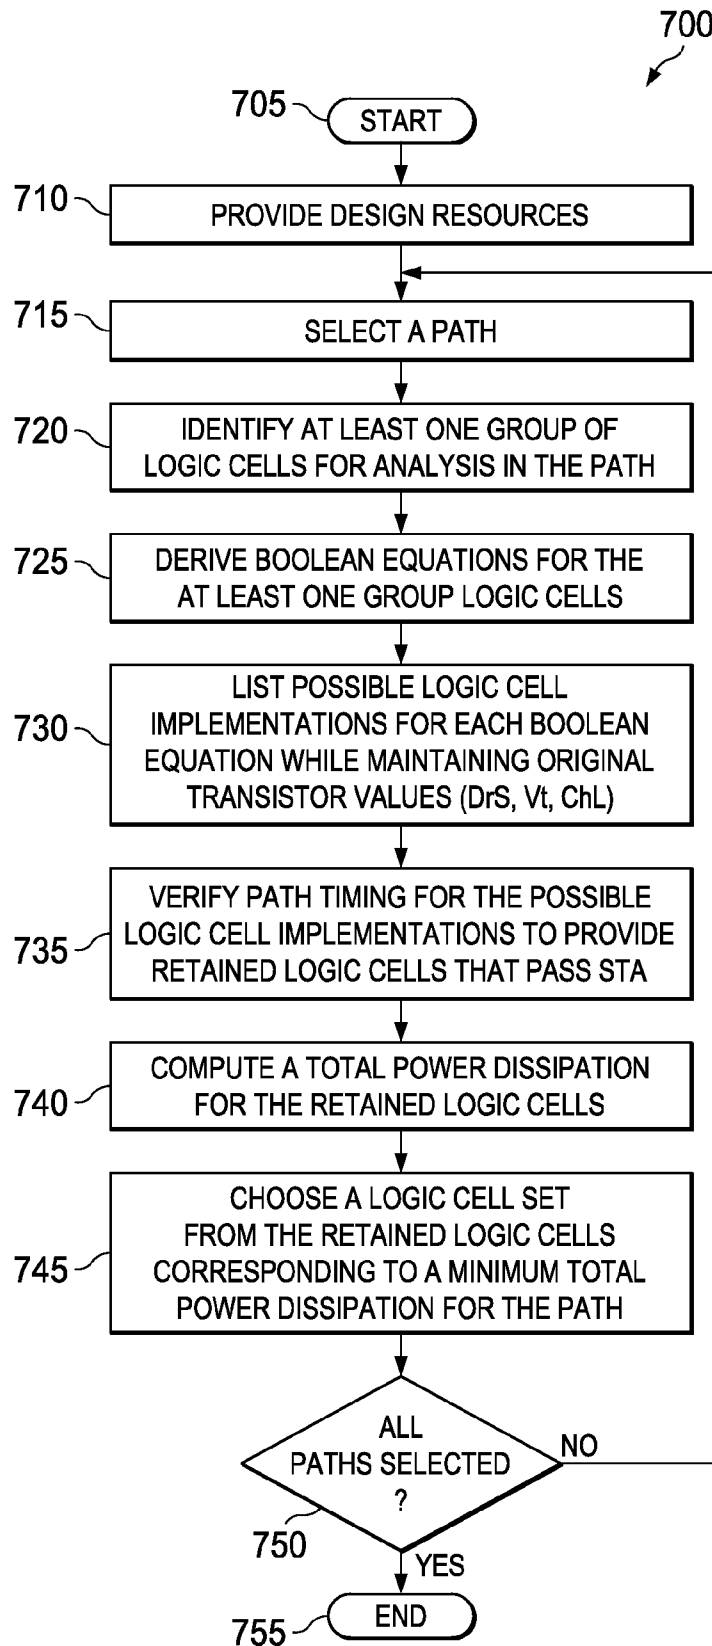 700
705
START
710
PROVIDE DESIGN RESOURCES
715
SELECT A PATH
720
IDENTIFY AT LEAST ONE GROUP OF
LOGIC CELLS FOR ANALYSIS IN THE PATH
725
DERIVE BOOLEAN EQUATIONS FOR THE
AT LEAST ONE GROUP LOGIC CELLS
730
LIST POSSIBLE LOGIC CELL
IMPLEMENTATIONS FOR EACH BOOLEAN
EQUATION WHILE MAINTAINING ORIGINAL
TRANSISTOR VALUES (DrS, Vt, ChL)
735
VERIFY PATH TIMING FOR THE POSSIBLE
LOGIC CELL IMPLEMENTATIONS TO PROVIDE
RETAINED LOGIC CELLS THAT PASS STA
740
COMPUTE A TOTAL POWER DISSIPATION
FOR THE RETAINED LOGIC CELLS
745
CHOOSE A LOGIC CELL SET
FROM THE RETAINED LOGIC CELLS
CORRESPONDING TO A MINIMUM TOTAL
POWER DISSIPATION FOR THE PATH
ALL
PATHS SELECTED
?
NO
750
YES
755
END